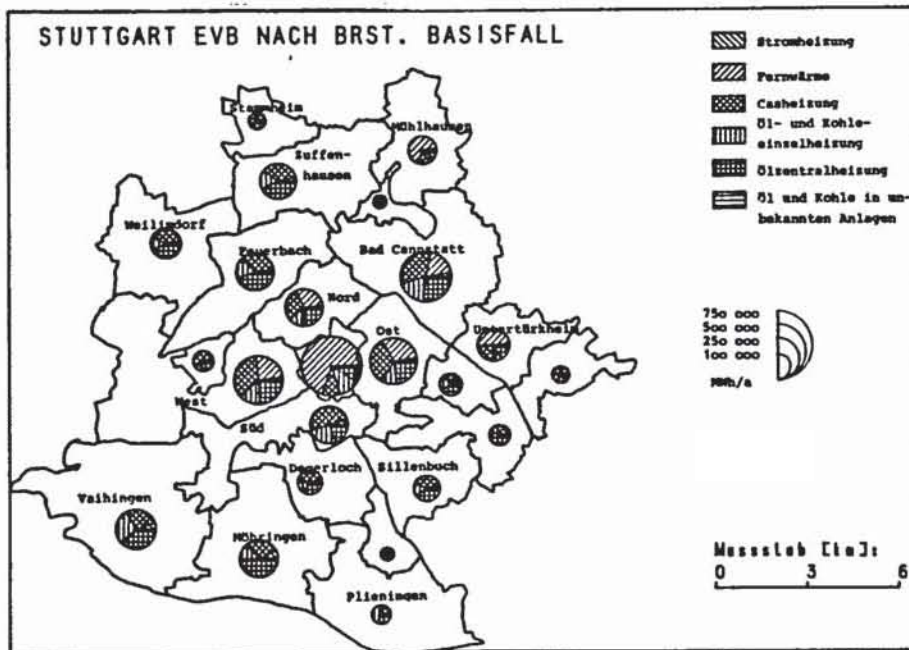 STUTTGART EVB NACH BRST. BASISFALL
Stromheizung
Fernwärme
Gasheizung
Öl- und Kohle-
einzelheizung
Ölzentralheizung
Öl und Kohle in un-
bekannten Anlagen
Stammheim
Mühlhausen
Zuffen-
hausen
Weilimdorf
Feuerbach
Bad Cannstatt
Nord
Ost
Untertürkheim
West
Süd
Degerloch
Sillenbuch
Vaihingen
Möhringen
Plieningen
750 000
500 000
250 000
100 000
MWh/a
Massstab [km]:
0 3 6